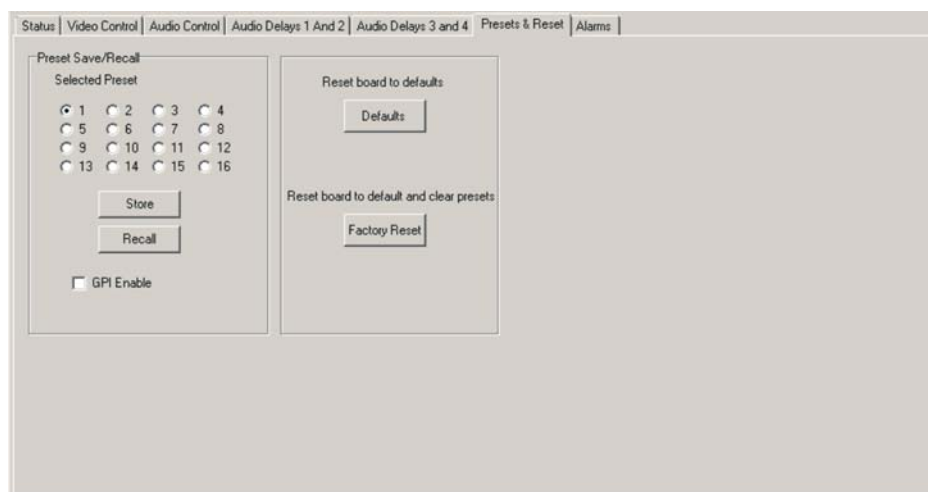 Status Video Control Audio Control Audio Delays 1 And 2 Audio Delays 3 and 4 Presets & Reset Alarms
Preset Save/Recall
Selected Preset
1 2 3 4
5 6 7 8
9 10 11 12
13 14 15 16
Store
Recall
GPI Enable
Reset board to defaults
Defaults
Reset board to default and clear presets
Factory Reset